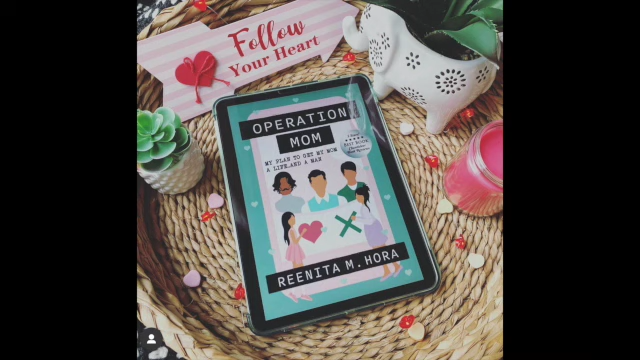 Follow
Your Heart
OPERATION
MOM
MY PLAN TO GET MY MOM
A LIFE...AND A MAN
REENITA M. HORA